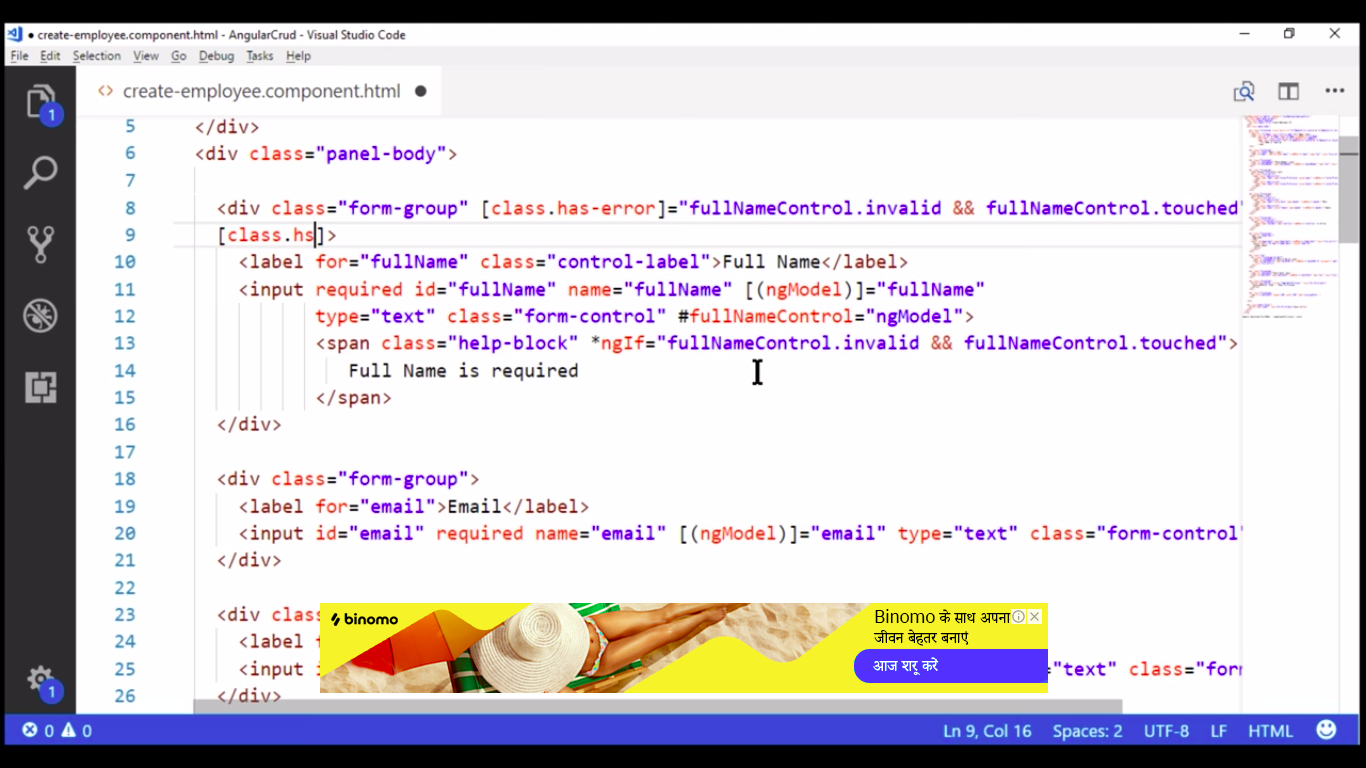 create-employee.component.html - AngularCrud - Visual Studio Code
File Edit Selection View Go Debug Tasks Help
<> create-employee.component.html
1
5 </div>
6 <div class="panel-body">
7
8 <div class="form-group" [class.has-error]="fullNameControl.invalid && fullNameControl.touched"
9 [class.hs]>
10 <label for="fullName" class="control-label">Full Name</label>
11 <input required id="fullName" name="fullName" [(ngModel)]="fullName"
12 type="text" class="form-control" #fullNameControl="ngModel">
13 <span class="help-block" *ngIf="fullNameControl.invalid && fullNameControl.touched">
14 Full Name is required
15 </span>
16 </div>
17
18 <div class="form-group">
19 <label for="email">Email</label>
20 <input id="email" required name="email" [(ngModel)]="email" type="text" class="form-control"
21 </div>
22
23 <div clas
binomo
Binomo के साथ अपना
जीवन बेहतर बनाएं
आज शरू करे
24 <label f
25 <input i "text" class="for
26 </div>
1
0 0 Ln 9, Col 16 Spaces: 2 UTF-8 LF HTML